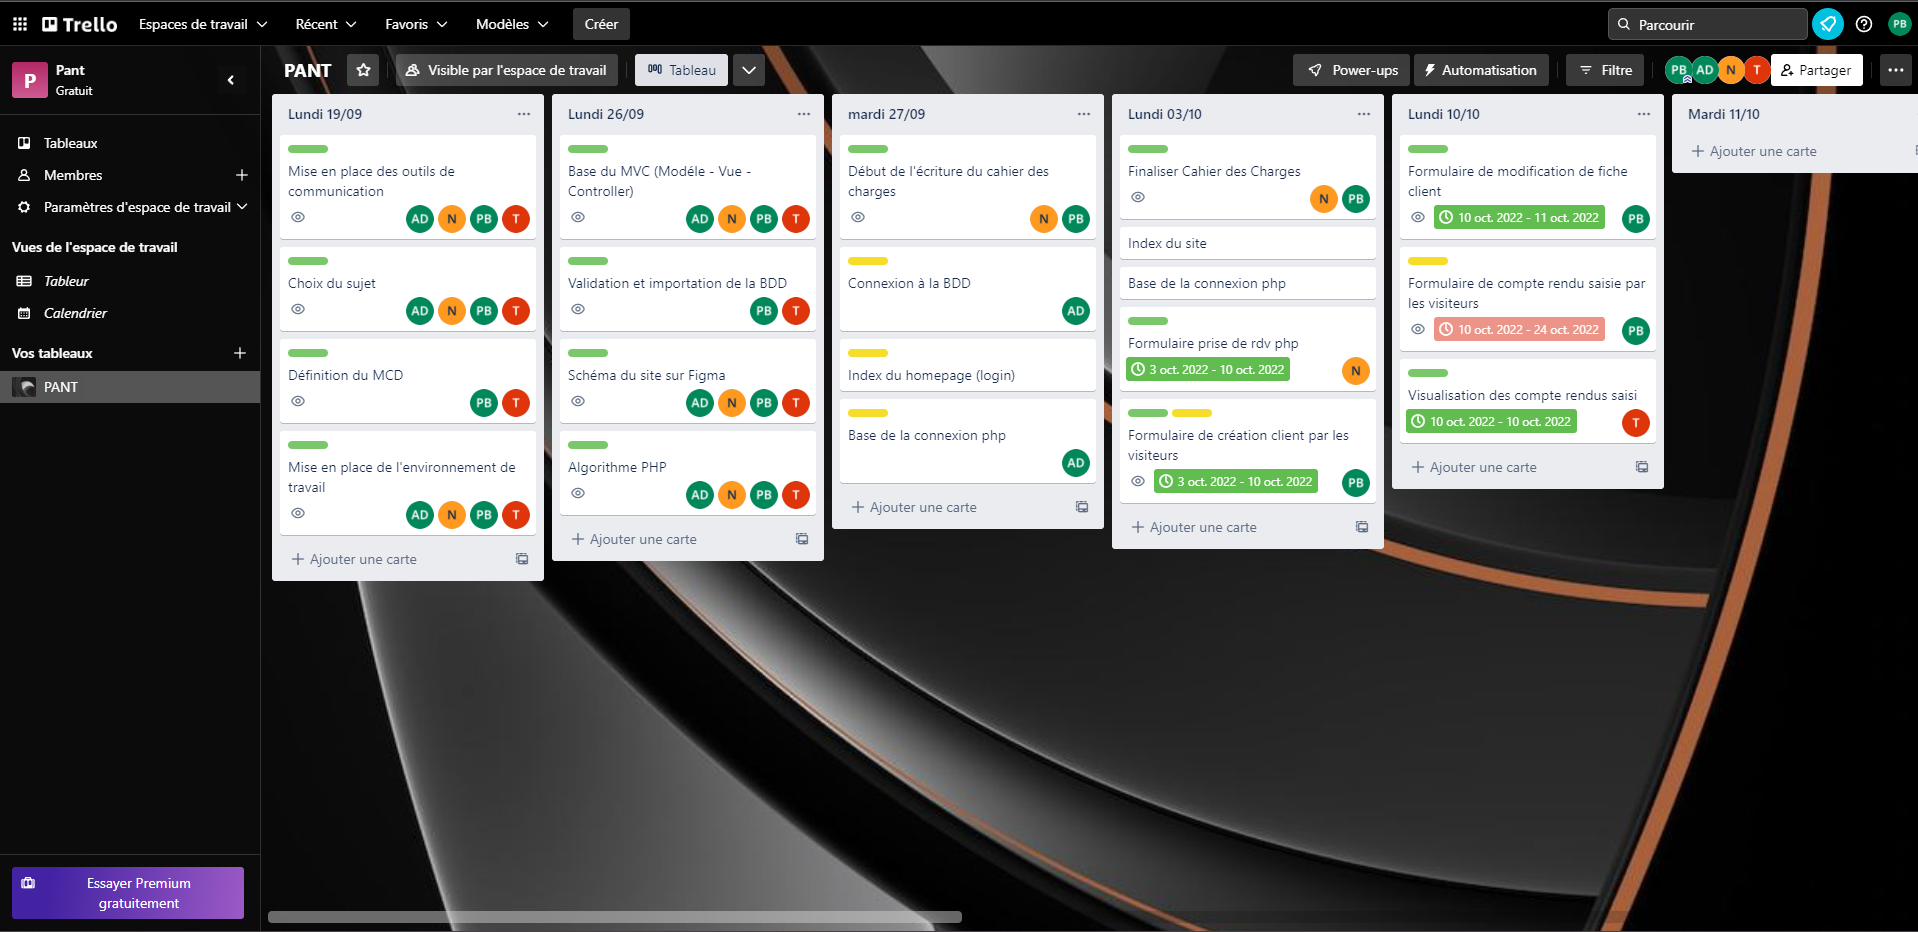 Trello Espaces de travail Récent Favoris Modèles Créer Parcourir PB
P Pant
Gratuit
Tableaux
Membres
Paramètres d'espace de travail
Vues de l'espace de travail
Tableur
Calendrier
Vos tableaux
PANT
Essayer Premium
gratuitement
PANT Visible par l'espace de travail Tableau Power-ups Automatisation Filtre PB AD N T Partager
Lundi 19/09
Mise en place des outils de
communication
AD N PB T
Choix du sujet
AD N PB T
Définition du MCD
PB T
Mise en place de l'environnement de
travail
AD N PB T
Ajouter une carte
Lundi 26/09
Base du MVC (Modéle - Vue -
Controller)
AD N PB T
Validation et importation de la BDD
PB T
Schéma du site sur Figma
AD N PB T
Algorithme PHP
AD N PB T
Ajouter une carte
mardi 27/09
Début de l'écriture du cahier des
charges
N PB
Connexion à la BDD
AD
Index du homepage (login)
Base de la connexion php
AD
Ajouter une carte
Lundi 03/10
Finaliser Cahier des Charges
N PB
Index du site
Base de la connexion php
Formulaire prise de rdv php
3 oct. 2022 - 10 oct. 2022 N
Formulaire de création client par les
visiteurs
3 oct. 2022 - 10 oct. 2022 PB
Ajouter une carte
Lundi 10/10
Formulaire de modification de fiche
client
10 oct. 2022 - 11 oct. 2022 PB
Formulaire de compte rendu saisie par
les visiteurs
10 oct. 2022 - 24 oct. 2022 PB
Visualisation des compte rendus saisi
10 oct. 2022 - 10 oct. 2022 T
Ajouter une carte
Mardi 11/10
Ajouter une carte